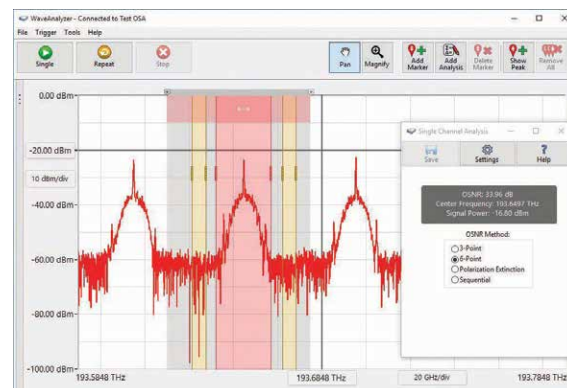 WaveAnalyzer - Connected to Test OSA
File Trigger Tools Help
Single Repeat Stop Pan Magnify Add Marker Add Analysis Delete Marker Show Peak Remove All
0.00 dBm
Single Channel Analysis
-20.00 dBm
Save Settings Help
10 dBm/div
OSNR: 33.96 dB
Center Frequency: 193.6497 THz
Signal Power: -16.80 dBm
-40.00 dBm
OSNR Method:
3-Point
6-Point
-60.00 dBm
Polarization Extinction
Sequential
-80.00 dBm
-100.00 dBm
193.5848 THz 193.6848 THz 20 GHz/div 193.7848 THz